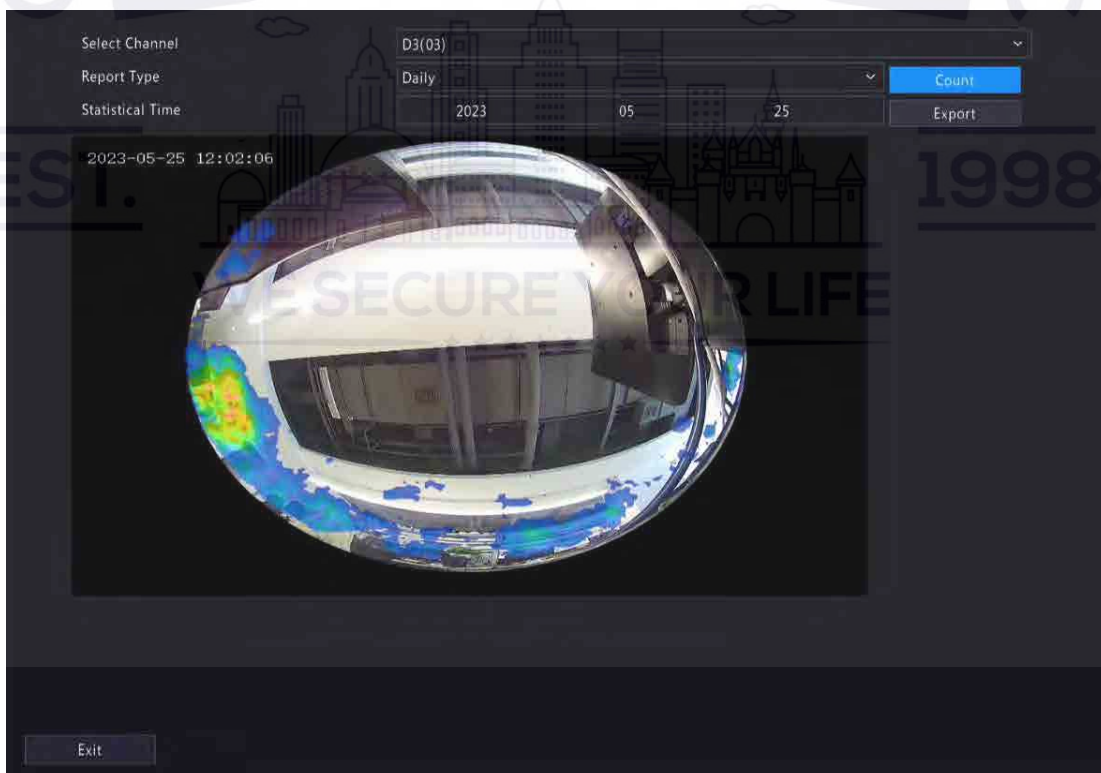 Select Channel D3(03)
Report Type Daily Count
Statistical Time 2023 05 25 Export
2023-05-25 12:02:06
EST. 1998
WE SECURE YOUR LIFE
Exit